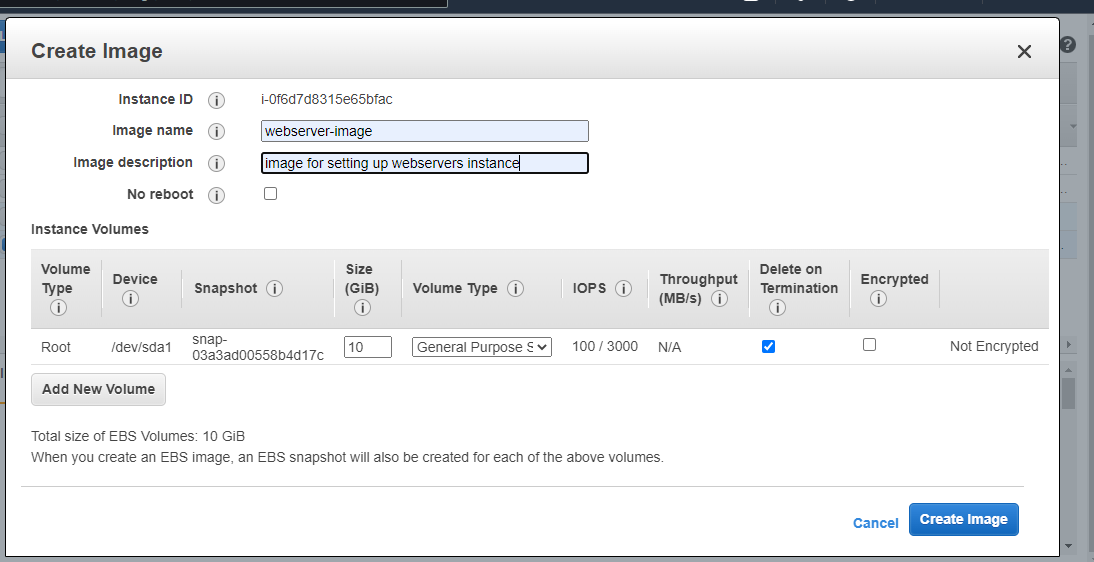 Create Image
Instance ID i-0f6d7d8315e65bfac
Image name webserver-image
Image description image for setting up webservers instance
No reboot
Instance Volumes
Volume Type Device Snapshot Size (GiB) Volume Type IOPS Throughput (MB/s) Delete on Termination Encrypted
Root /dev/sda1 snap-03a3ad00558b4d17c 10 General Purpose S 100 / 3000 N/A Not Encrypted
Add New Volume
Total size of EBS Volumes: 10 GiB
When you create an EBS image, an EBS snapshot will also be created for each of the above volumes.
Cancel Create Image